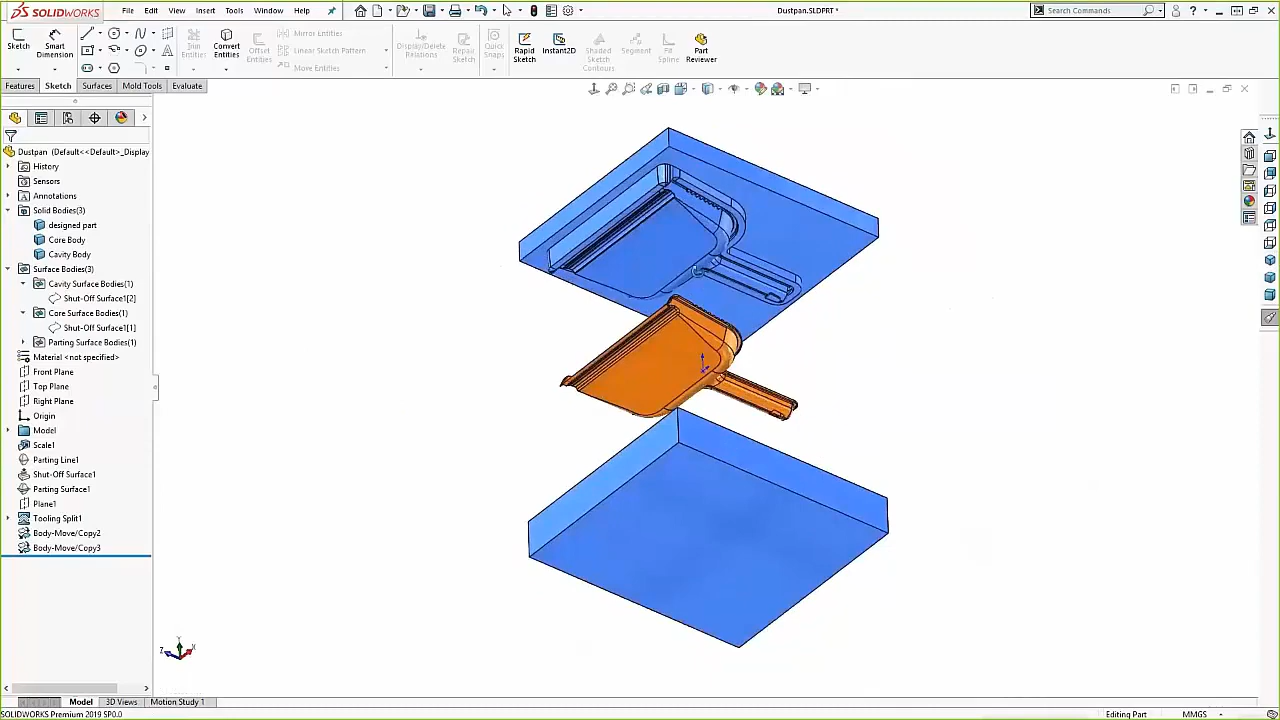 SOLIDWORKS
File Edit View Insert Tools Window Help
Dustpan.SLDPRT *
Search Commands
Sketch
Smart Dimension
Trim Entities
Convert Entities
Offset Entities
Mirror Entities
Linear Sketch Pattern
Move Entities
Display/Delete Relations
Repair Sketch
Quick Snaps
Rapid Sketch
Instant2D
Shaded Sketch Contours
Segment
Fit Spline
Part Reviewer
Features Sketch Surfaces Mold Tools Evaluate
Dustpan (Default<<Default>_Display
History
Sensors
Annotations
Solid Bodies(3)
designed part
Core Body
Cavity Body
Surface Bodies(3)
Cavity Surface Bodies(1)
Shut-Off Surface1[2]
Core Surface Bodies(1)
Shut-Off Surface1[1]
Parting Surface Bodies(1)
Material <not specified>
Front Plane
Top Plane
Right Plane
Origin
Model
Scale1
Parting Line1
Shut-Off Surface1
Parting Surface1
Plane1
Tooling Split1
Body-Move/Copy2
Body-Move/Copy3
Y
Z X
Model 3D Views Motion Study 1
SOLIDWORKS Premium 2019 SP0.0
Editing Part
MMGS